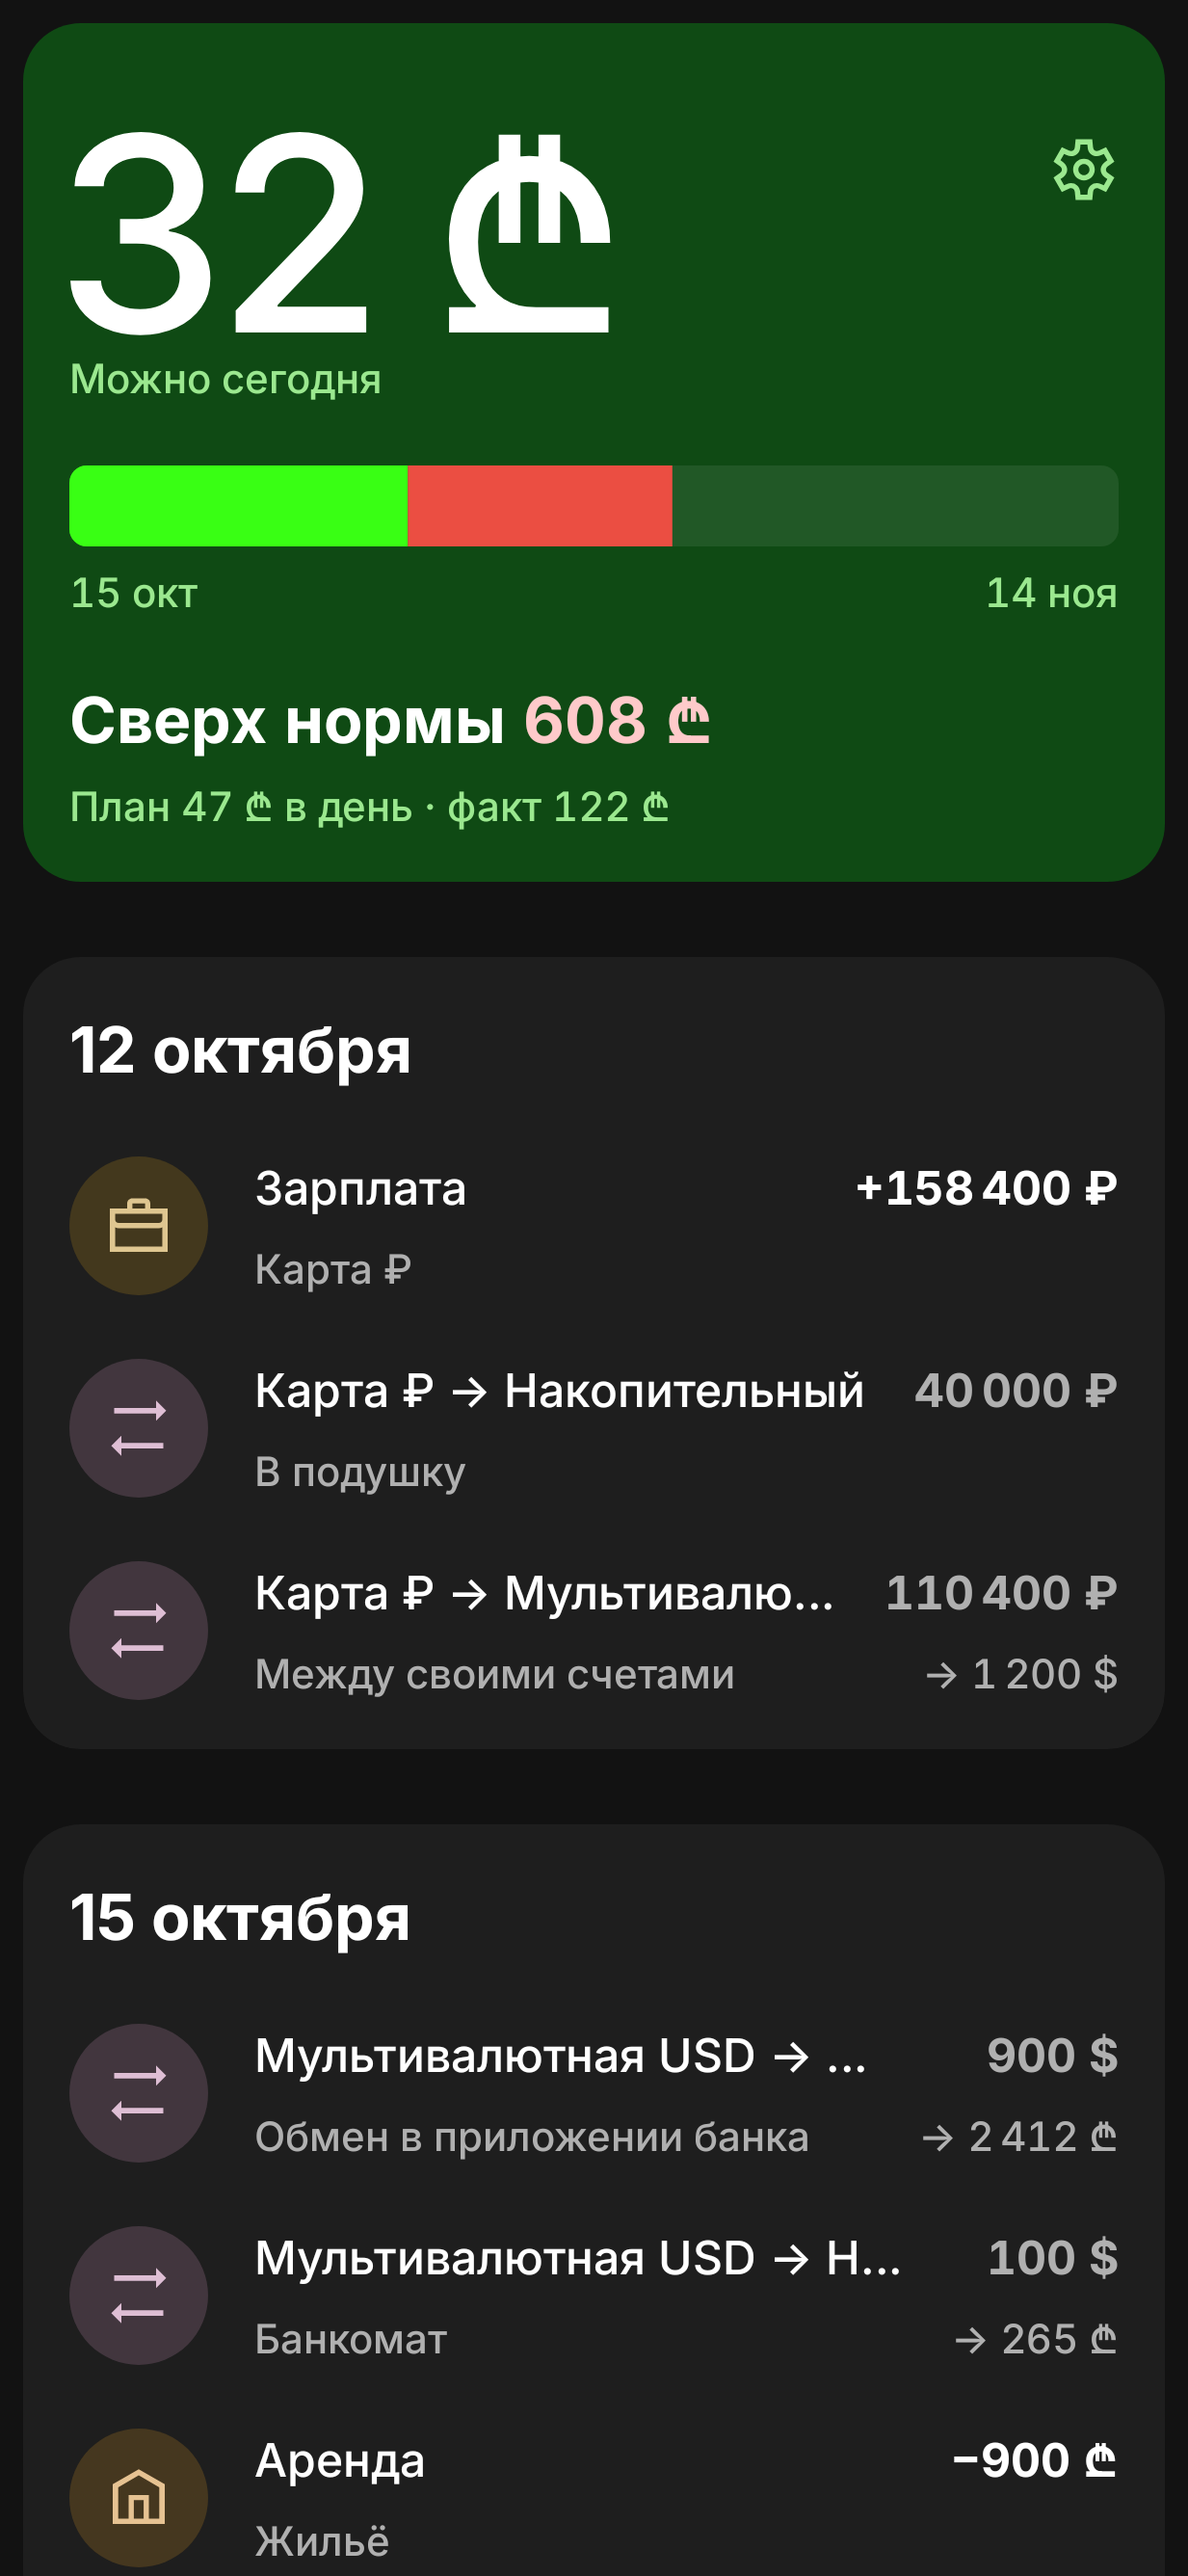 32 ₾
Можно сегодня
15 окт
14 ноя
Сверх нормы 608 ₾
План 47 ₾ в день · факт 122 ₾
12 октября
Зарплата +158 400 ₽
Карта ₽
Карта ₽ → Накопительный 40 000 ₽
В подушку
Карта ₽ → Мультивалю... 110 400 ₽
Между своими счетами → 1 200 $
15 октября
Мультивалютная USD → ... 900 $
Обмен в приложении банка → 2 412 ₾
Мультивалютная USD → Н... 100 $
Банкомат → 265 ₾
Аренда −900 ₾
Жильё